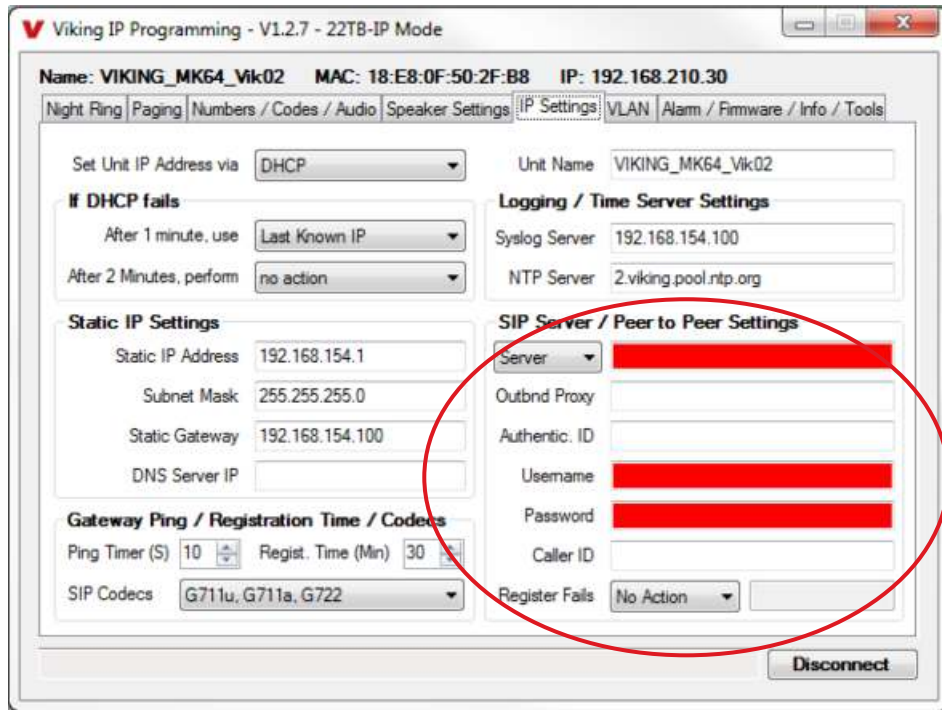 Viking IP Programming - V1.2.7 - 22TB-IP Mode
Name: VIKING_MK64_Vik02 MAC: 18:E8:0F:50:2F:B8 IP: 192.168.210.30
Night Ring Paging Numbers / Codes / Audio Speaker Settings IP Settings VLAN Alarm / Firmware / Info / Tools
Set Unit IP Address via DHCP
If DHCP fails
After 1 minute, use Last Known IP
After 2 Minutes, perform no action
Static IP Settings
Static IP Address 192.168.154.1
Subnet Mask 255.255.255.0
Static Gateway 192.168.154.100
DNS Server IP
Gateway Ping / Registration Time / Codecs
Ping Timer (S) 10 Regist. Time (Min) 30
SIP Codecs G711u, G711a, G722
Unit Name VIKING_MK64_Vik02
Logging / Time Server Settings
Syslog Server 192.168.154.100
NTP Server 2.viking.pool.ntp.org
SIP Server / Peer to Peer Settings
Server
Outbnd Proxy
Authentic. ID
Username
Password
Caller ID
Register Fails No Action
Disconnect